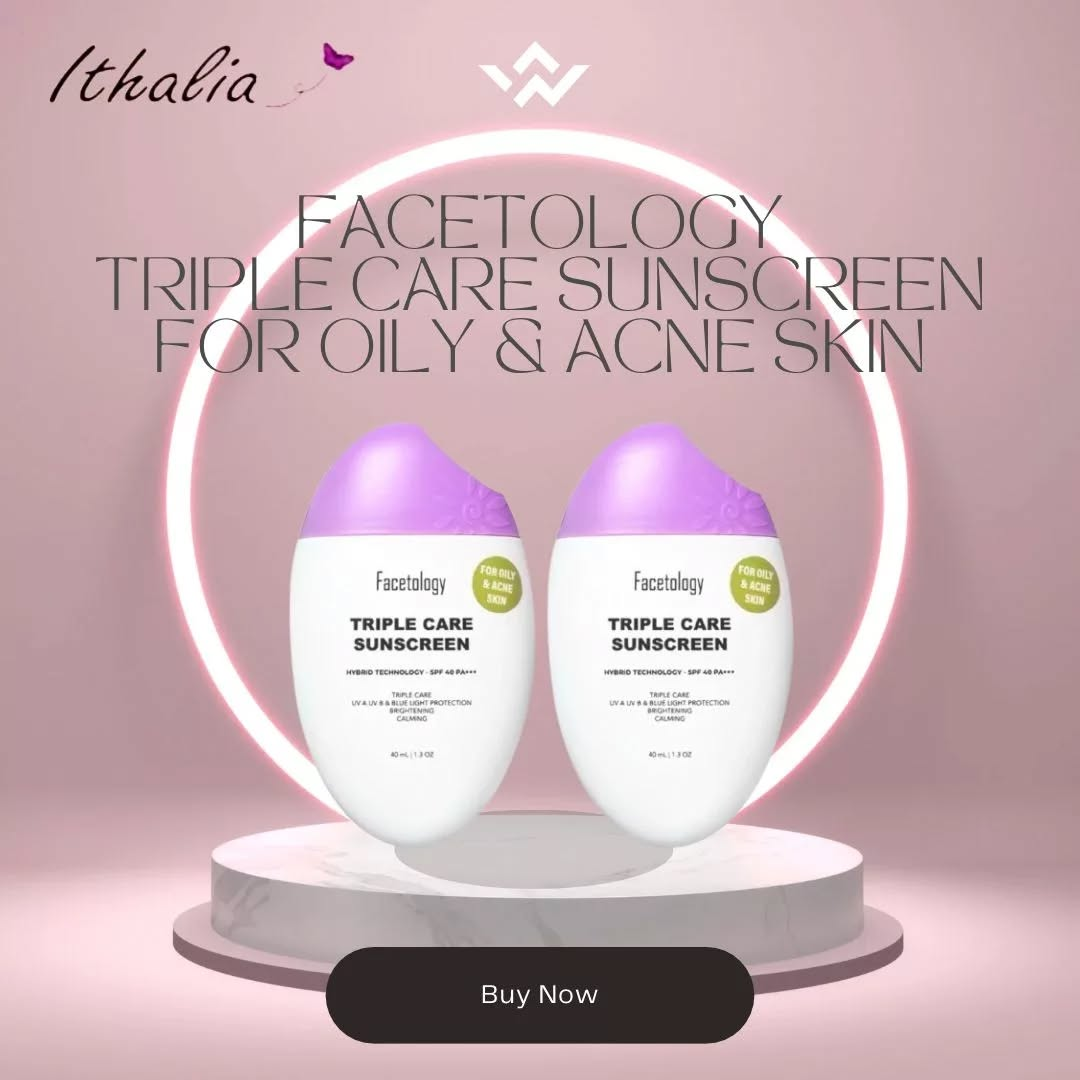 Ithalia
FACETOLOGY
TRIPLE CARE SUNSCREEN
FOR OILY & ACNE SKIN
Facetology
FOR OILY
& ACNE
SKIN
TRIPLE CARE
SUNSCREEN
HYBRID TECHNOLOGY - SPF 40 PA+++
TRIPLE CARE
UV A UV B & BLUE LIGHT PROTECTION
BRIGHTENING
CALMING
40 mL | 1.3 OZ
Facetology
FOR OILY
& ACNE
SKIN
TRIPLE CARE
SUNSCREEN
HYBRID TECHNOLOGY - SPF 40 PA+++
TRIPLE CARE
UV A UV B & BLUE LIGHT PROTECTION
BRIGHTENING
CALMING
40 mL | 1.3 OZ
Buy Now